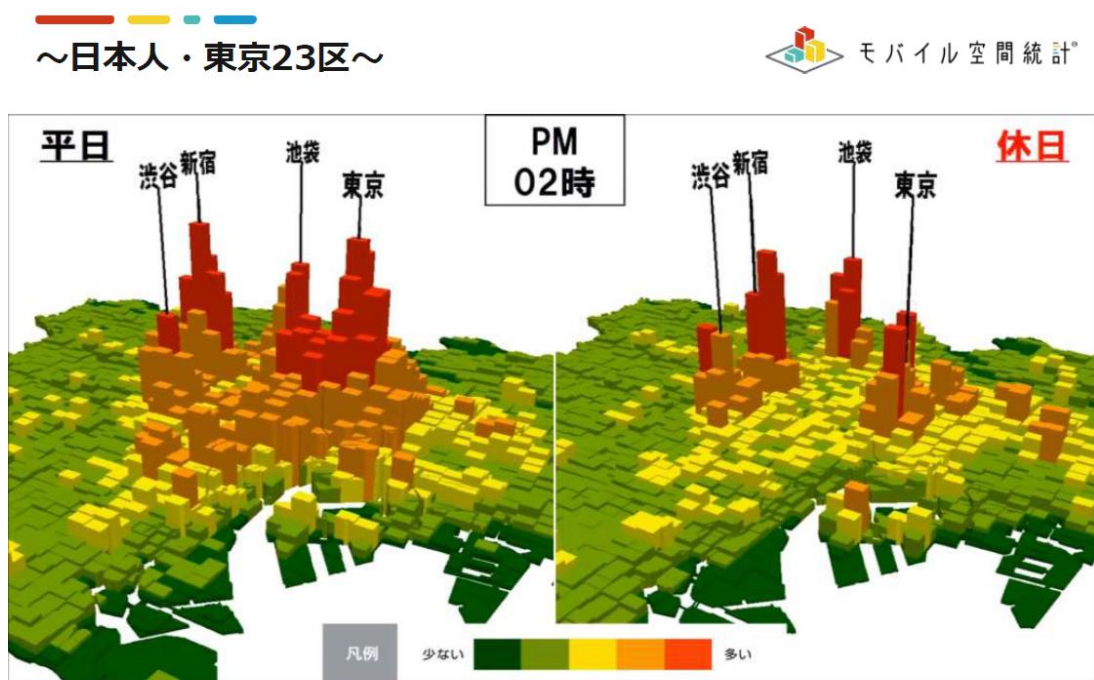 ～日本人・東京23区～
モバイル空間統計®
平日
渋谷
新宿
池袋
東京
PM
02時
休日
渋谷
新宿
池袋
東京
凡例
少ない
多い